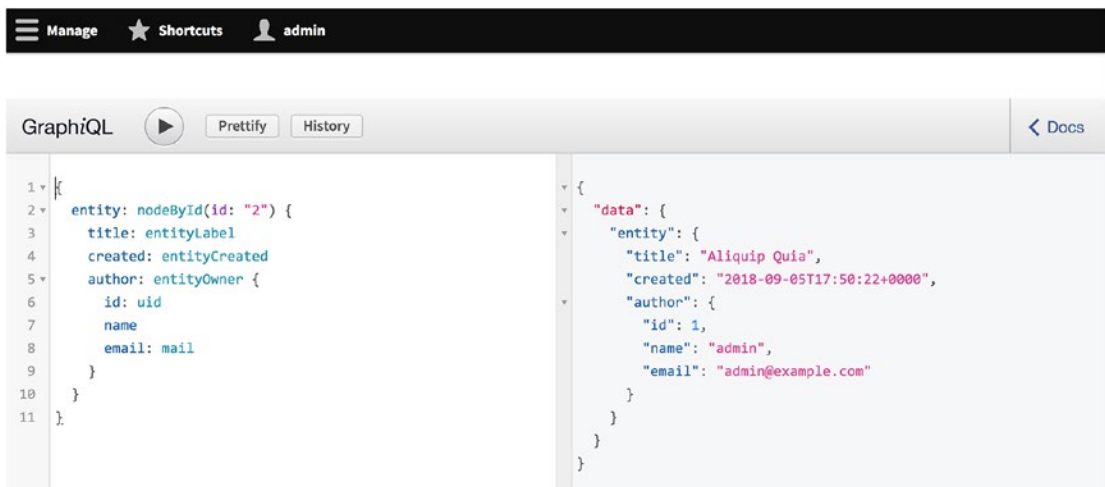 Manage Shortcuts admin
GraphiQL Prettify History Docs
1 {
2 entity: nodeById(id: "2") {
3 title: entityLabel
4 created: entityCreated
5 author: entityOwner {
6 id: uid
7 name
8 email: mail
9 }
10 }
11 }
{
"data": {
"entity": {
"title": "Aliquip Quia",
"created": "2018-09-05T17:50:22+0000",
"author": {
"id": 1,
"name": "admin",
"email": "admin@example.com"
}
}
}
}